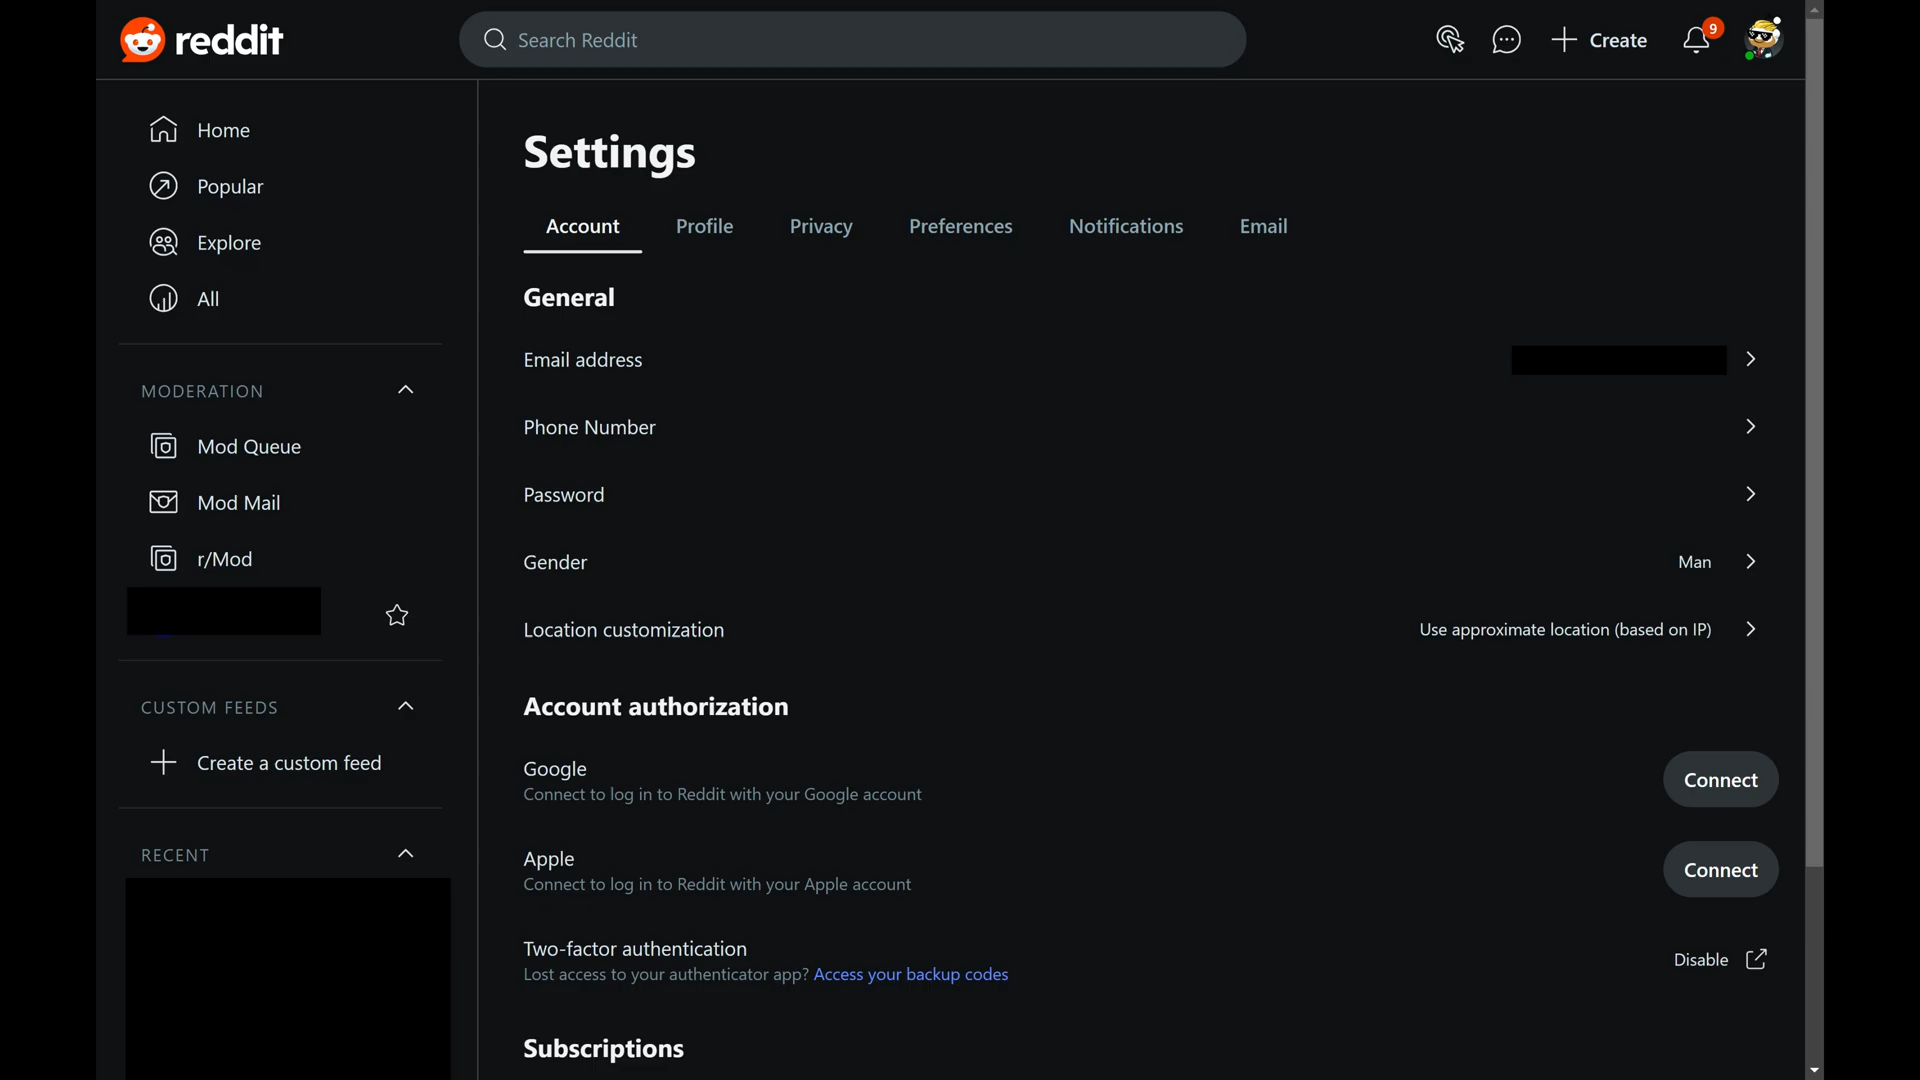 reddit
Search Reddit
Create
9
Home
Popular
Explore
All
MODERATION
Mod Queue
Mod Mail
r/Mod
CUSTOM FEEDS
Create a custom feed
RECENT
Settings
Account Profile Privacy Preferences Notifications Email
General
Email address
Phone Number
Password
Gender Man
Location customization Use approximate location (based on IP)
Account authorization
Google
Connect to log in to Reddit with your Google account
Connect
Apple
Connect to log in to Reddit with your Apple account
Connect
Two-factor authentication
Lost access to your authenticator app? Access your backup codes
Disable
Subscriptions